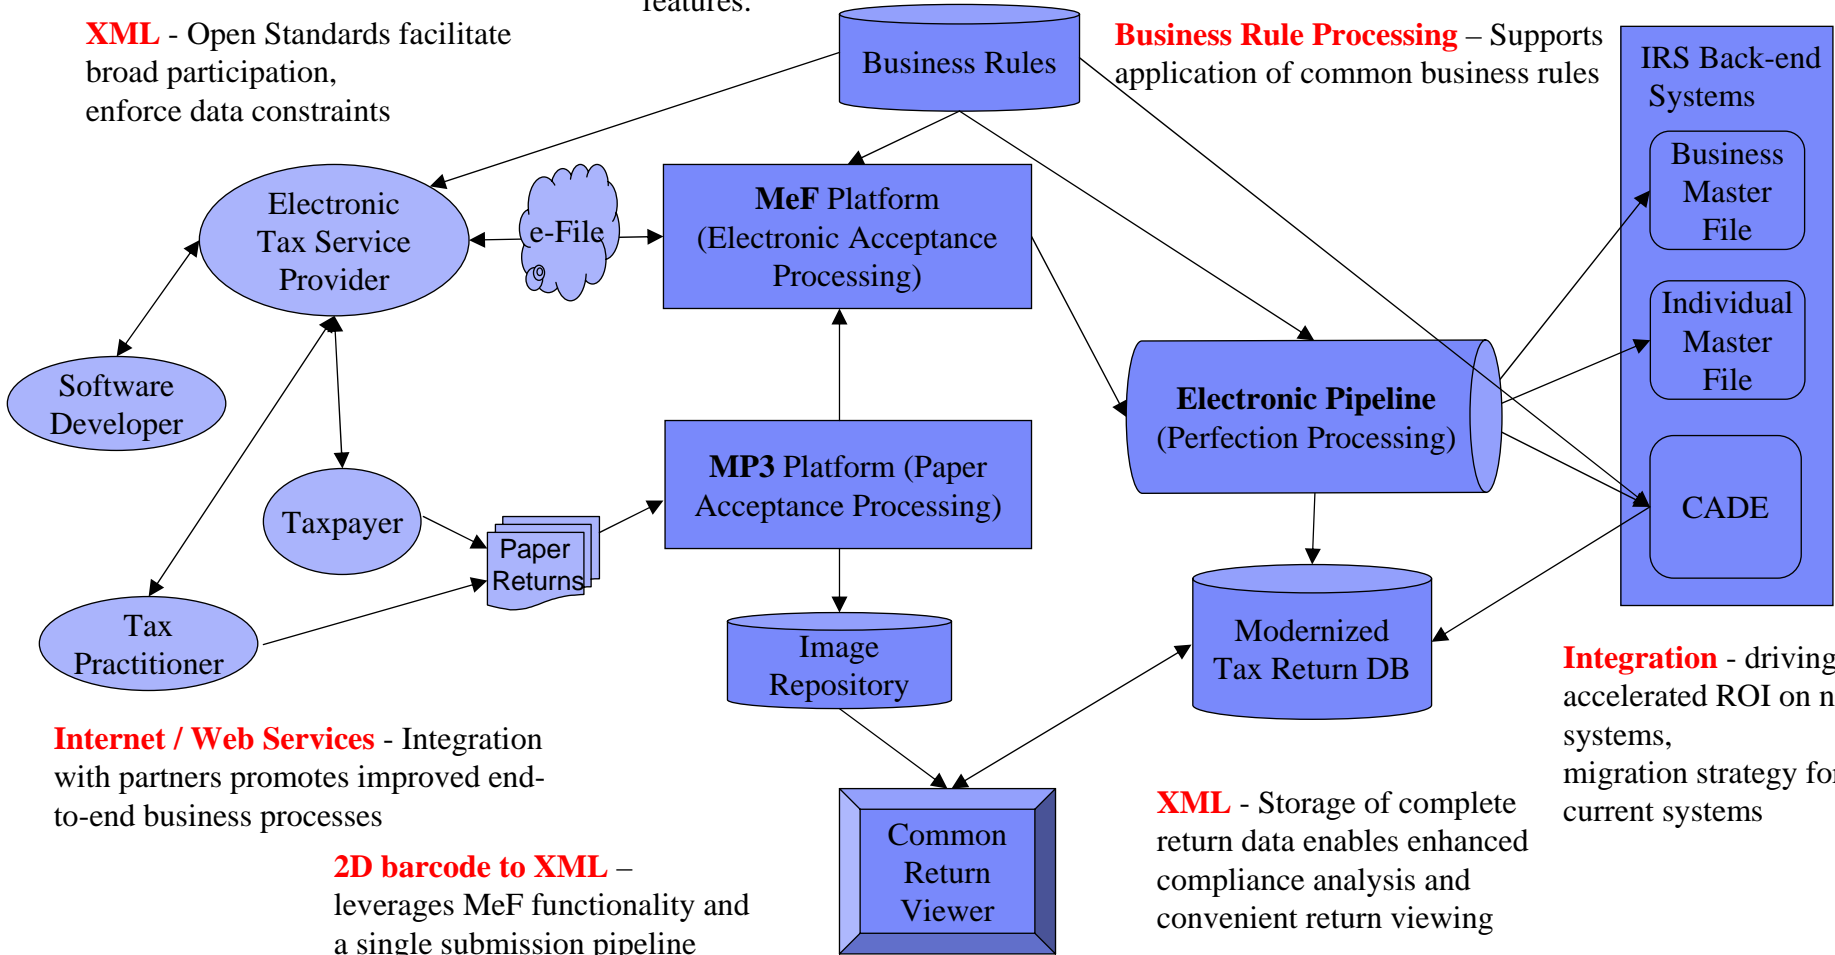 features.
XML - Open Standards facilitate
broad participation,
enforce data constraints
Business Rules
Business Rule Processing – Supports
application of common business rules
IRS Back-end
Systems
Business
Master
File
Individual
Master
File
CADE
Electronic
Tax Service
Provider
e-File
MeF Platform
(Electronic Acceptance
Processing)
Software
Developer
Electronic Pipeline
(Perfection Processing)
MP3 Platform (Paper
Acceptance Processing)
Taxpayer
Paper
Returns
Tax
Practitioner
Image
Repository
Modernized
Tax Return DB
Integration - driving
accelerated ROI on n
systems,
migration strategy for
current systems
Internet / Web Services - Integration
with partners promotes improved end-
to-end business processes
XML - Storage of complete
return data enables enhanced
compliance analysis and
convenient return viewing
Common
Return
Viewer
2D barcode to XML –
leverages MeF functionality and
a single submission pipeline